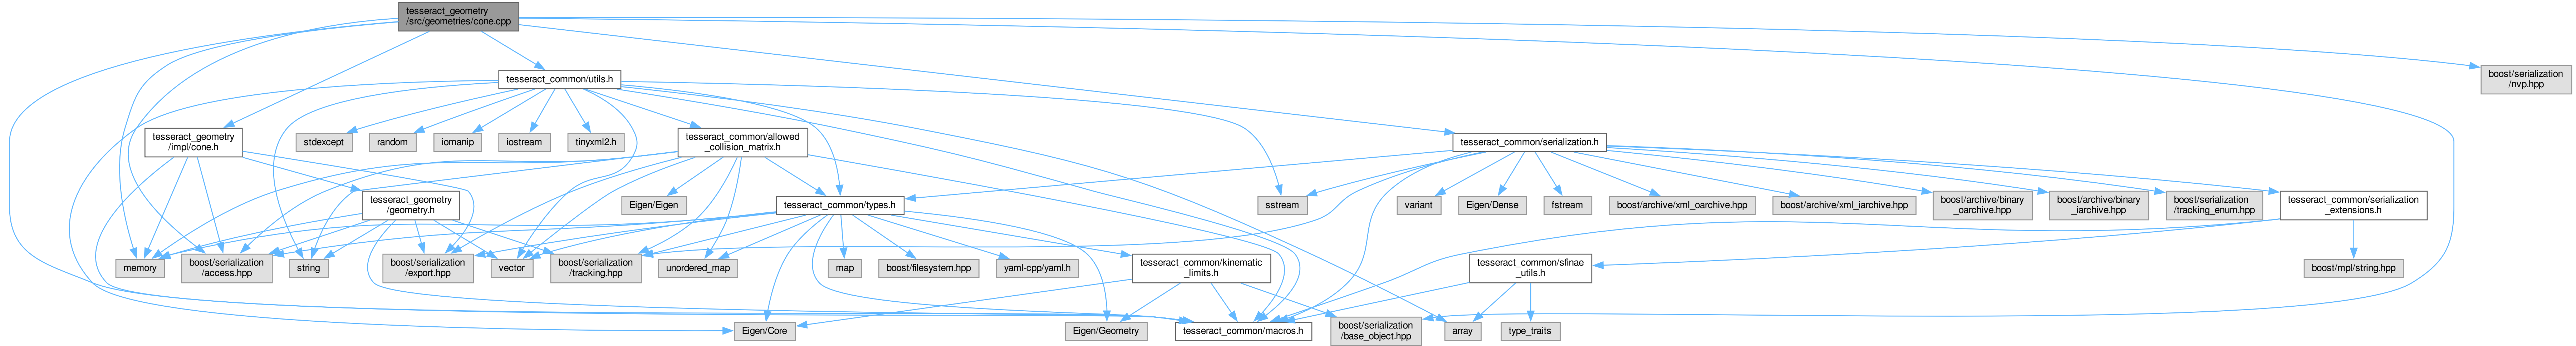 tesseract_geometry
/src/geometries/cone.cpp
tesseract_common/utils.h
boost/serialization
/nvp.hpp
stdexcept
random
iomanip
iostream
tinyxml2.h
tesseract_geometry
/impl/cone.h
tesseract_common/allowed
_collision_matrix.h
tesseract_common/serialization.h
tesseract_geometry
/geometry.h
Eigen/Eigen
tesseract_common/types.h
sstream
variant
Eigen/Dense
fstream
boost/archive/xml_oarchive.hpp
boost/archive/xml_iarchive.hpp
boost/archive/binary
_oarchive.hpp
boost/archive/binary
_iarchive.hpp
boost/serialization
/tracking_enum.hpp
tesseract_common/serialization
_extensions.h
memory
boost/serialization
/access.hpp
string
boost/serialization
/export.hpp
vector
boost/serialization
/tracking.hpp
unordered_map
map
boost/filesystem.hpp
yaml-cpp/yaml.h
tesseract_common/kinematic
_limits.h
tesseract_common/sfinae
_utils.h
boost/mpl/string.hpp
Eigen/Core
Eigen/Geometry
tesseract_common/macros.h
boost/serialization
/base_object.hpp
array
type_traits